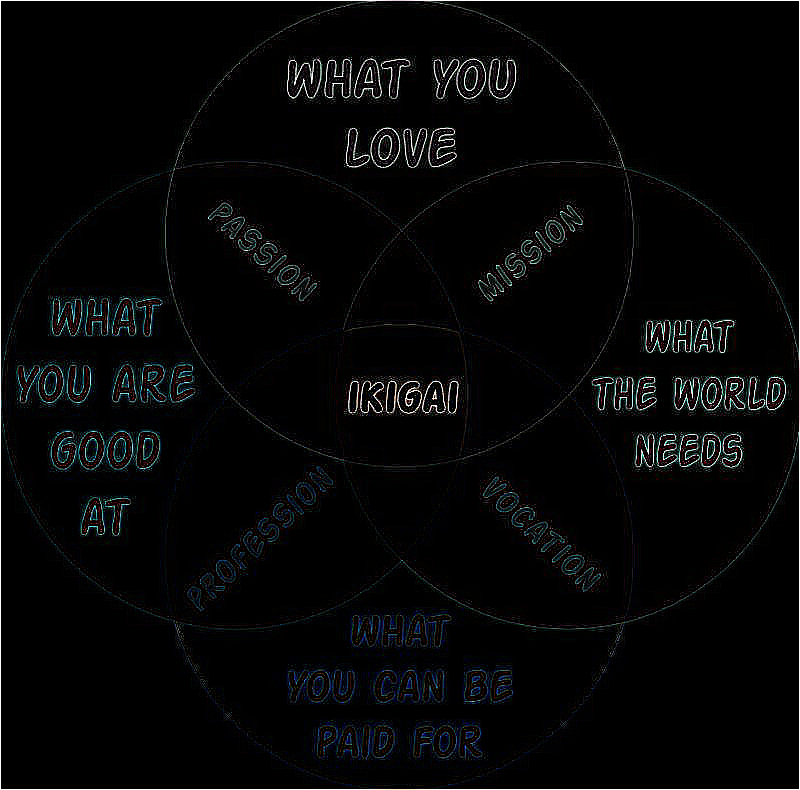 WHAT YOU
LOVE
PASSION
MISSION
WHAT
YOU ARE
GOOD
AT
WHAT
THE WORLD
NEEDS
IKIGAI
PROFESSION
VOCATION
WHAT
YOU CAN BE
PAID FOR